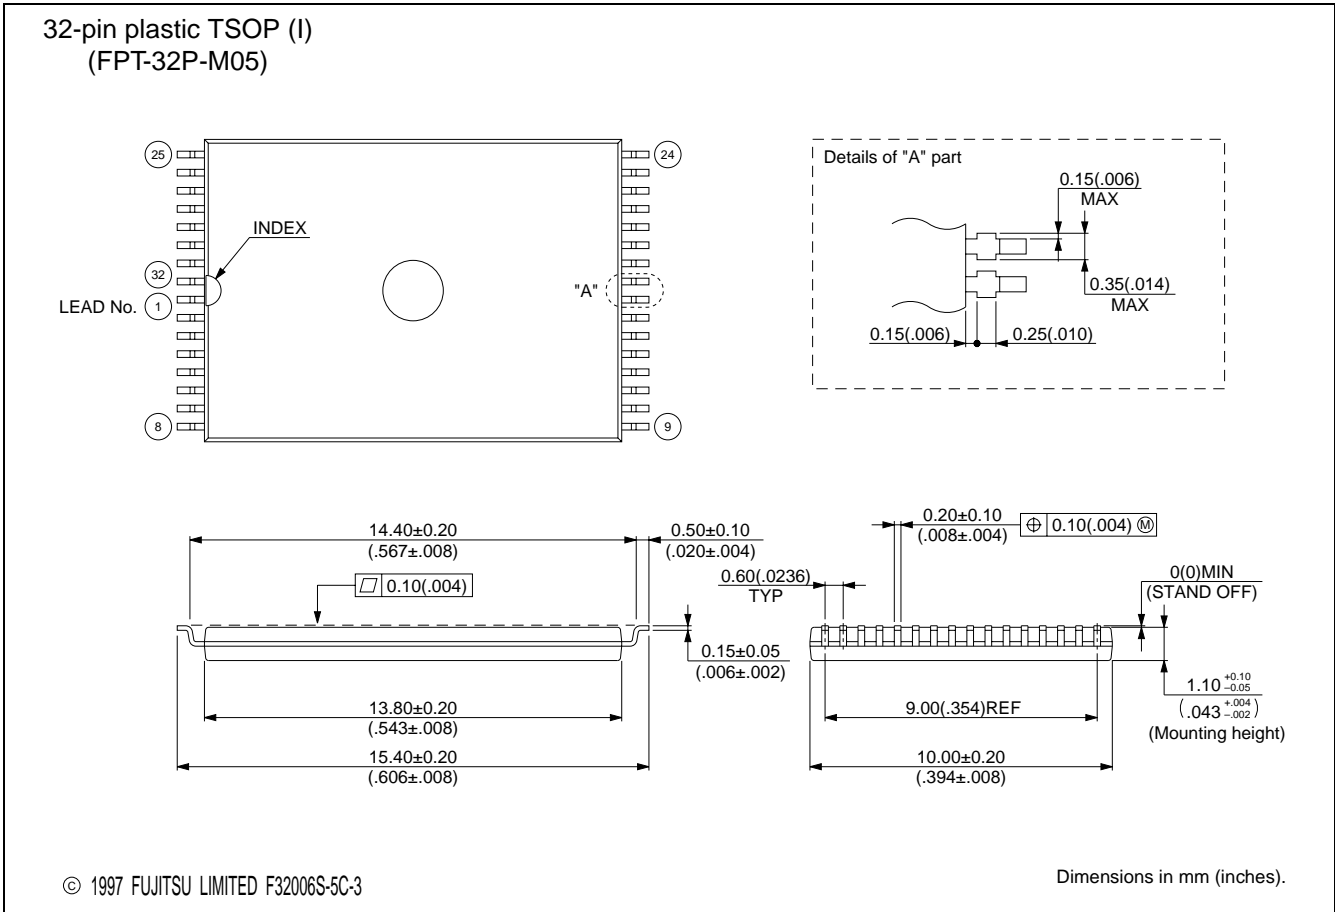 32-pin plastic TSOP (I)
(FPT-32P-M05)
25
24
INDEX
32
LEAD No.
1
"A"
8
9
Details of "A" part
0.15(.006)
MAX
0.35(.014)
MAX
0.15(.006)
0.25(.010)
14.40±0.20
(.567±.008)
0.50±0.10
(.020±.004)
0.10(.004)
0.15±0.05
(.006±.002)
13.80±0.20
(.543±.008)
15.40±0.20
(.606±.008)
0.20±0.10
(.008±.004)
⌖ 0.10(.004) Ⓜ
0.60(.0236)
TYP
0(0)MIN
(STAND OFF)
1.10 +0.10 −0.05
(.043 +.004 −.002)
(Mounting height)
9.00(.354)REF
10.00±0.20
(.394±.008)
© 1997 FUJITSU LIMITED F32006S-5C-3
Dimensions in mm (inches).